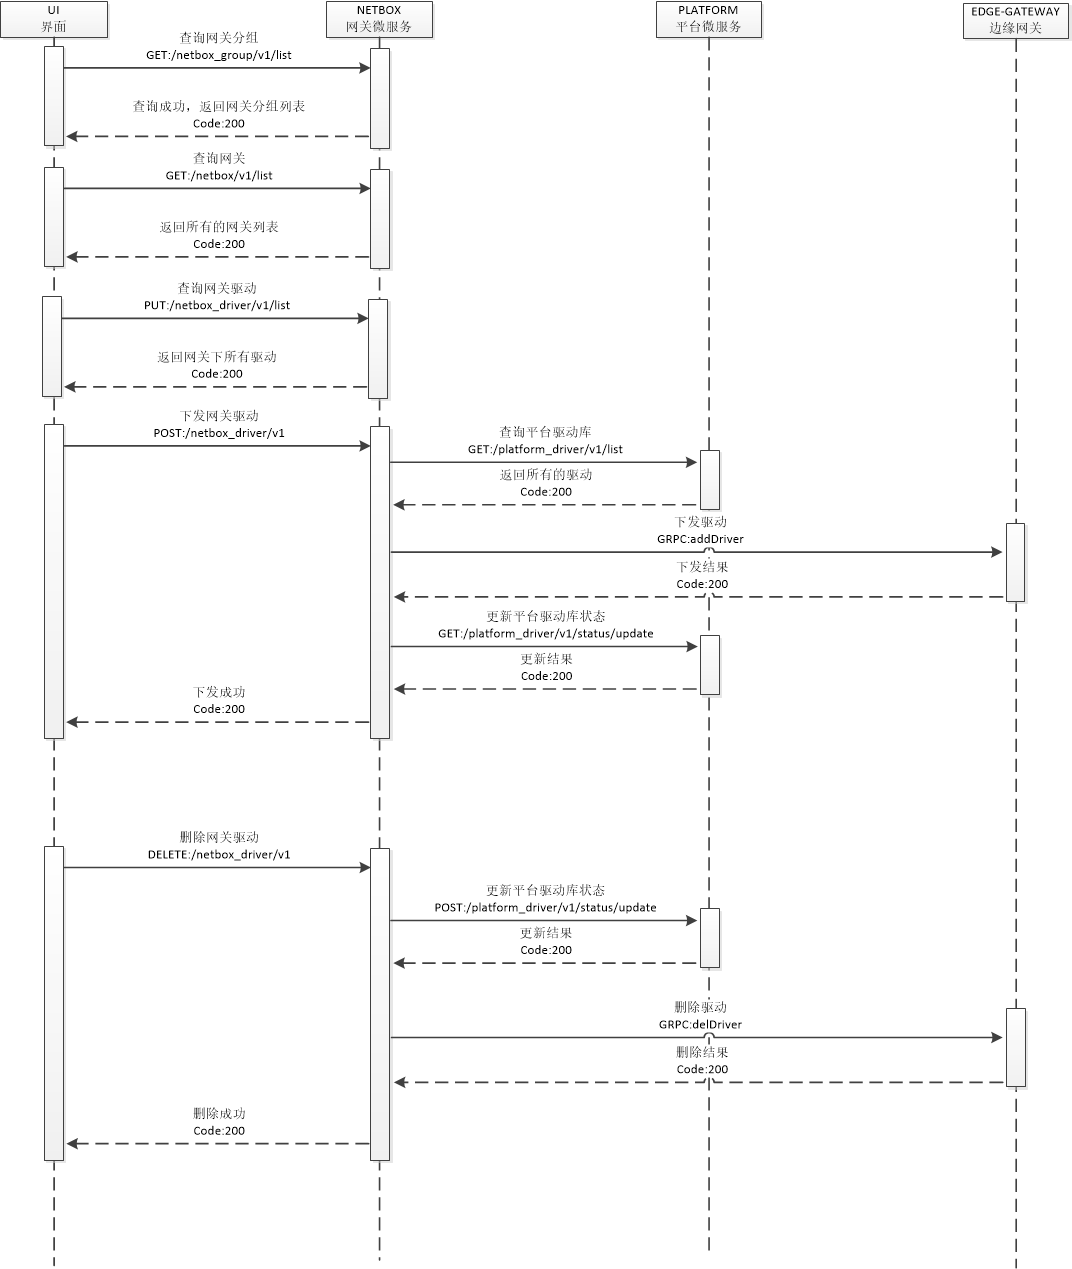 UI
界面
NETBOX
网关微服务
PLATFORM
平台微服务
EDGE-GATEWAY
边缘网关
查询网关分组
GET:/netbox_group/v1/list
查询成功，返回网关分组列表
Code:200
查询网关
GET:/netbox/v1/list
返回所有的网关列表
Code:200
查询网关驱动
PUT:/netbox_driver/v1/list
返回网关下所有驱动
Code:200
下发网关驱动
POST:/netbox_driver/v1
查询平台驱动库
GET:/platform_driver/v1/list
返回所有的驱动
Code:200
下发驱动
GRPC:addDriver
下发结果
Code:200
更新平台驱动库状态
GET:/platform_driver/v1/status/update
更新结果
Code:200
下发成功
Code:200
删除网关驱动
DELETE:/netbox_driver/v1
更新平台驱动库状态
POST:/platform_driver/v1/status/update
更新结果
Code:200
删除驱动
GRPC:delDriver
删除结果
Code:200
删除成功
Code:200